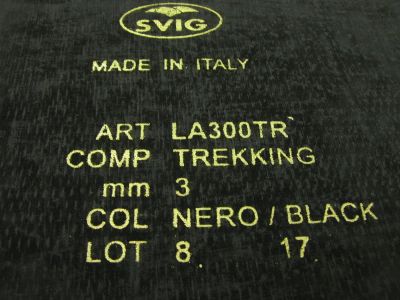 SVIG
MADE IN ITALY
ART LA300TR
COMP TREKKING
mm 3
COL NERO / BLACK
LOT 8 17